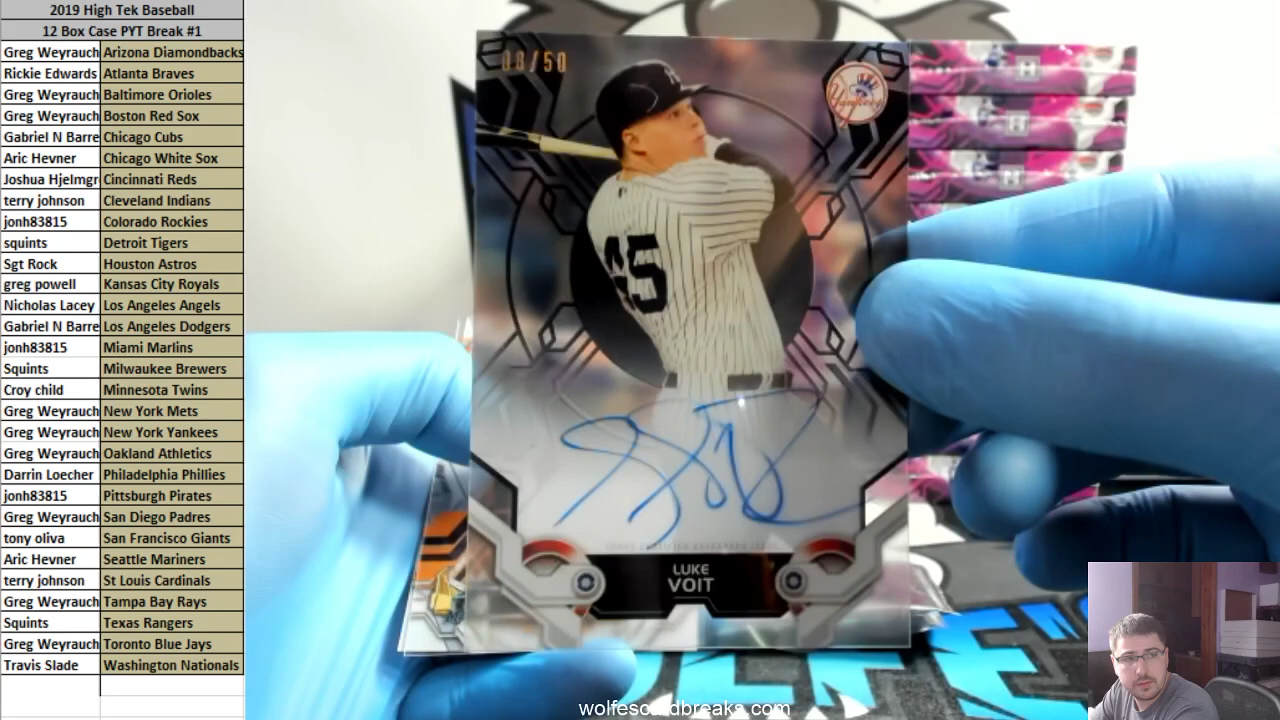 2019 High Tek Baseball
12 Box Case PYT Break #1
Greg Weyrauch Arizona Diamondbacks
Rickie Edwards Atlanta Braves
Greg Weyrauch Baltimore Orioles
Greg Weyrauch Boston Red Sox
Gabriel N Barre Chicago Cubs
Aric Hevner Chicago White Sox
Joshua Hjelmgr Cincinnati Reds
terry johnson Cleveland Indians
jonh83815 Colorado Rockies
squints Detroit Tigers
Sgt Rock Houston Astros
greg powell Kansas City Royals
Nicholas Lacey Los Angeles Angels
Gabriel N Barre Los Angeles Dodgers
jonh83815 Miami Marlins
Squints Milwaukee Brewers
Croy child Minnesota Twins
Greg Weyrauch New York Mets
Greg Weyrauch New York Yankees
Greg Weyrauch Oakland Athletics
Darrin Loecher Philadelphia Phillies
jonh83815 Pittsburgh Pirates
Greg Weyrauch San Diego Padres
tony oliva San Francisco Giants
Aric Hevner Seattle Mariners
terry johnson St Louis Cardinals
Greg Weyrauch Tampa Bay Rays
Squints Texas Rangers
Greg Weyrauch Toronto Blue Jays
Travis Slade Washington Nationals
08/50
Yankees
45
LUKE
VOIT
wolfescardbreaks.com